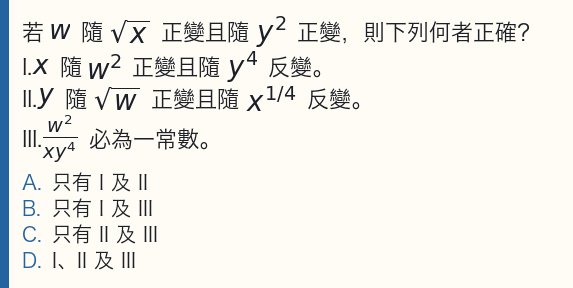 若 w 隨 √x 正變且隨 y² 正變，則下列何者正確？
I.x 隨 w² 正變且隨 y⁴ 反變。
II.y 隨 √w 正變且隨 x^{1/4} 反變。
III.\frac{w²}{xy⁴} 必為一常數。
A. 只有 I 及 II
B. 只有 I 及 III
C. 只有 II 及 III
D. I、II 及 III